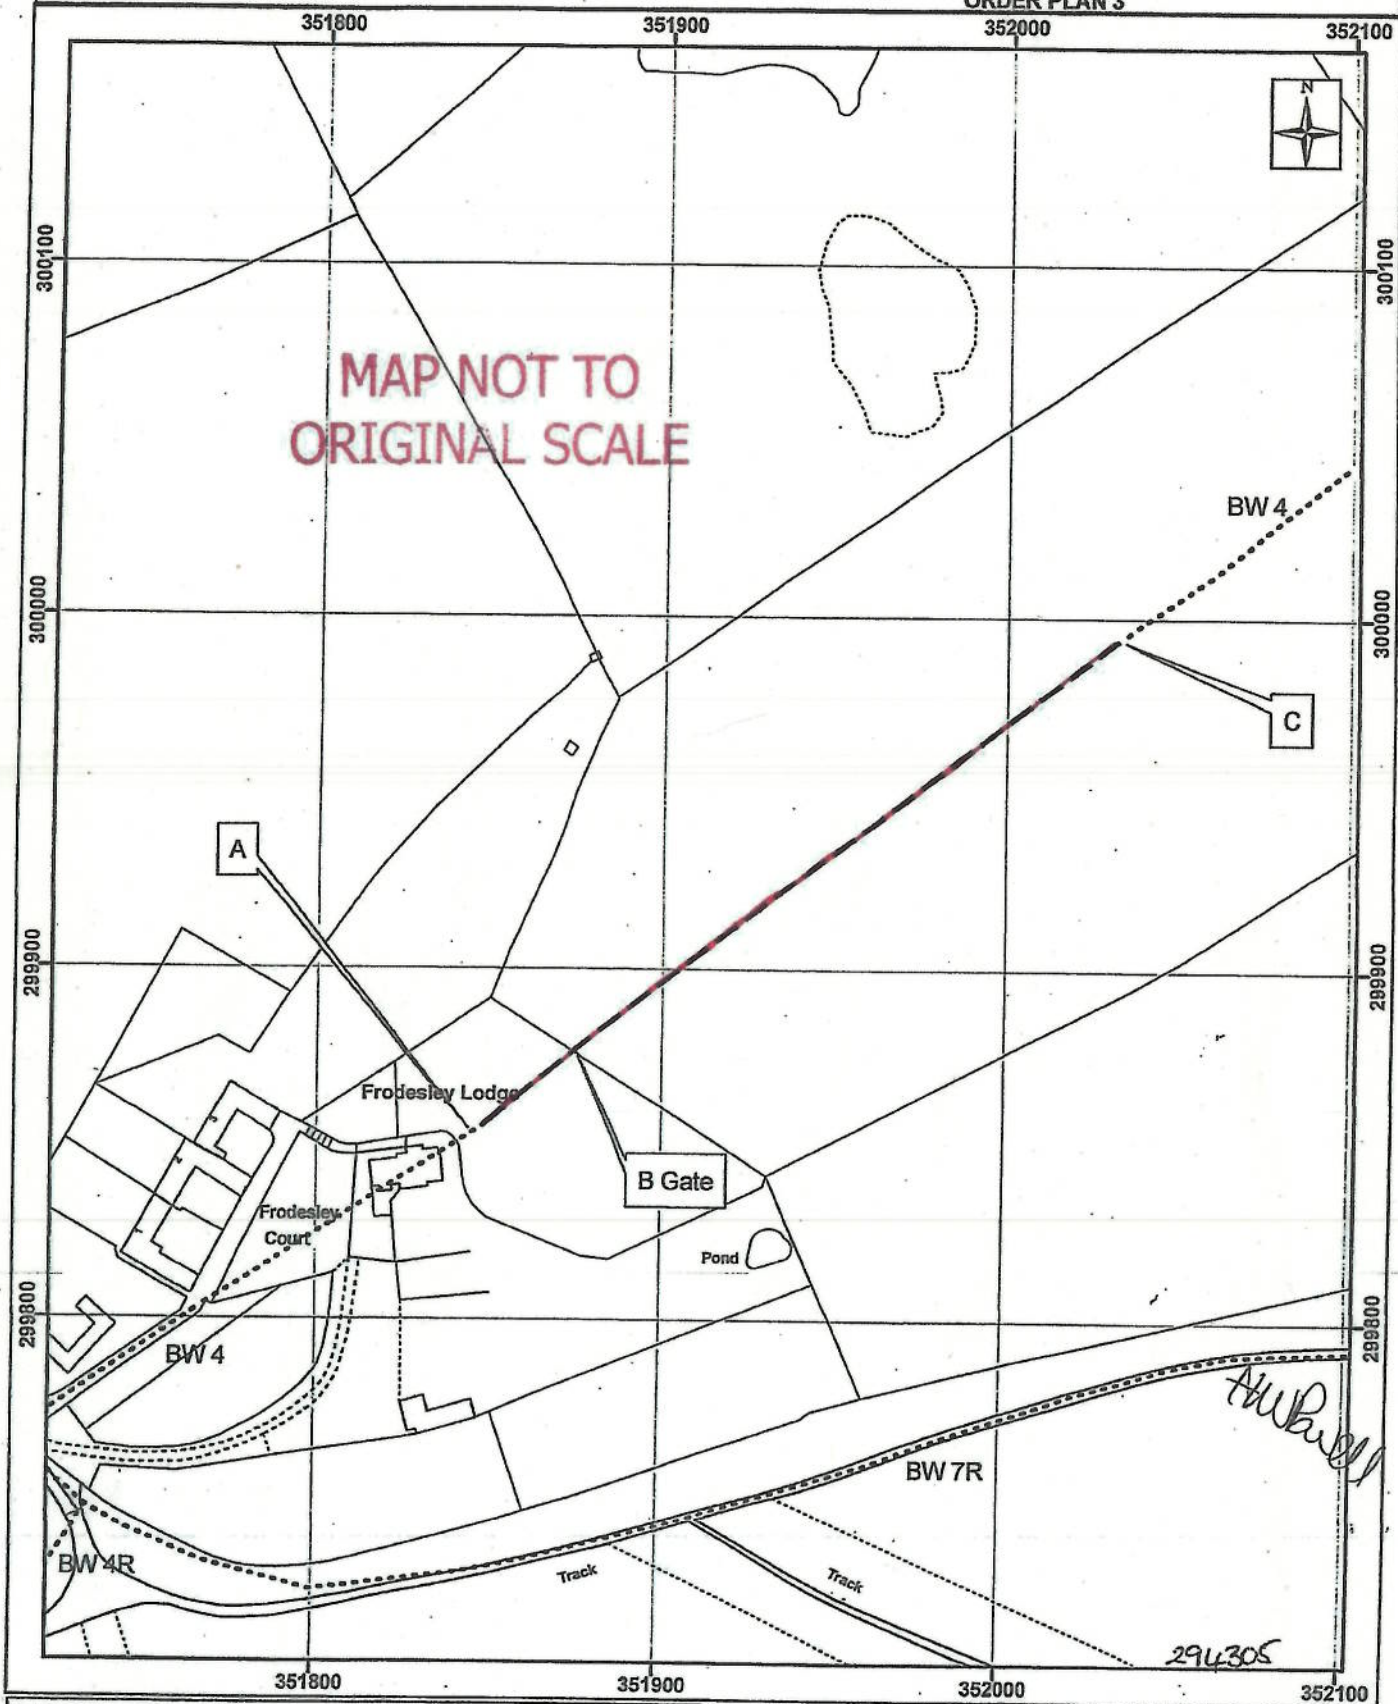 ORDER PLAN 3
351800
351900
352000
352100
N
300100
300100
MAP NOT TO
ORIGINAL SCALE
BW 4
300000
300000
C
A
299900
299900
Frodesley Lodge
B Gate
Frodesley
Court
Pond
299800
299800
BW 4
BW 7R
BW 4R
Track
Track
294305
351800
351900
352000
352100